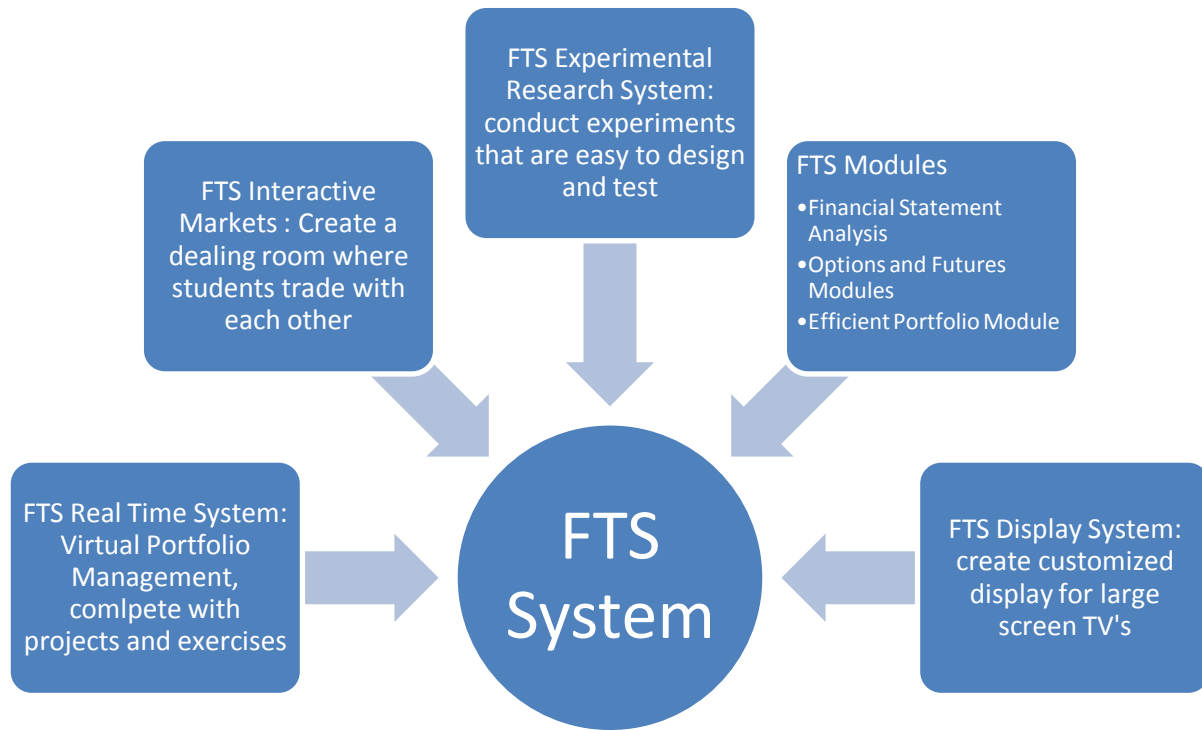 FTS Experimental
Research System:
conduct experiments
that are easy to design
and test
FTS Interactive
Markets : Create a
dealing room where
students trade with
each other
FTS Modules
•Financial Statement
Analysis
•Options and Futures
Modules
•Efficient Portfolio Module
FTS Real Time System:
Virtual Portfolio
Management,
comlpete with
projects and exercises
FTS
System
FTS Display System:
create customized
display for large
screen TV's